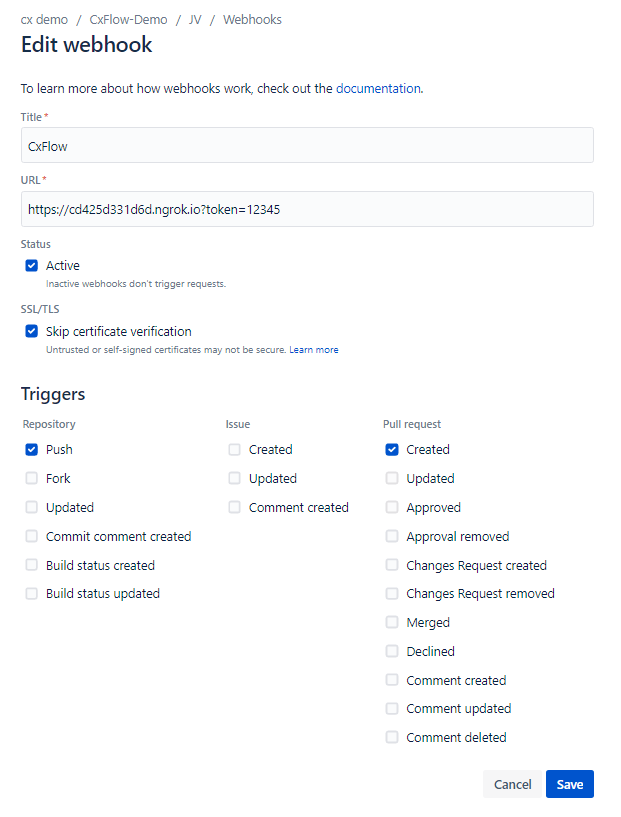 cx demo / CxFlow-Demo / JV / Webhooks
Edit webhook
To learn more about how webhooks work, check out the documentation.
Title*
CxFlow
URL*
https://cd425d331d6d.ngrok.io?token=12345
Status
Active
Inactive webhooks don't trigger requests.
SSL/TLS
Skip certificate verification
Untrusted or self-signed certificates may not be secure. Learn more
Triggers
Repository
Push
Fork
Updated
Commit comment created
Build status created
Build status updated
Issue
Created
Updated
Comment created
Pull request
Created
Updated
Approved
Approval removed
Changes Request created
Changes Request removed
Merged
Declined
Comment created
Comment updated
Comment deleted
Cancel Save